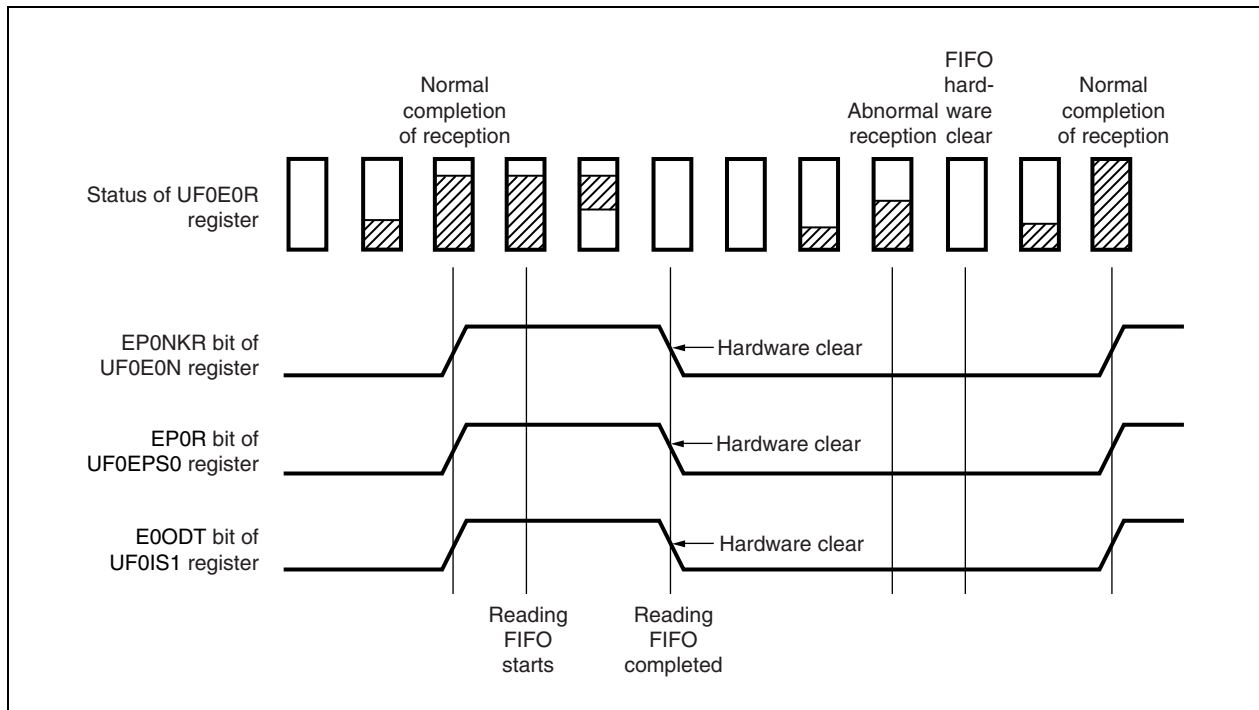 Normal
completion
of reception
Abnormal
reception
FIFO
hard-
ware
clear
Normal
completion
of reception
Status of UF0E0R
register
EP0NKR bit of
UF0E0N register
Hardware clear
EP0R bit of
UF0EPS0 register
Hardware clear
E0ODT bit of
UF0IS1 register
Hardware clear
Reading
FIFO
starts
Reading
FIFO
completed